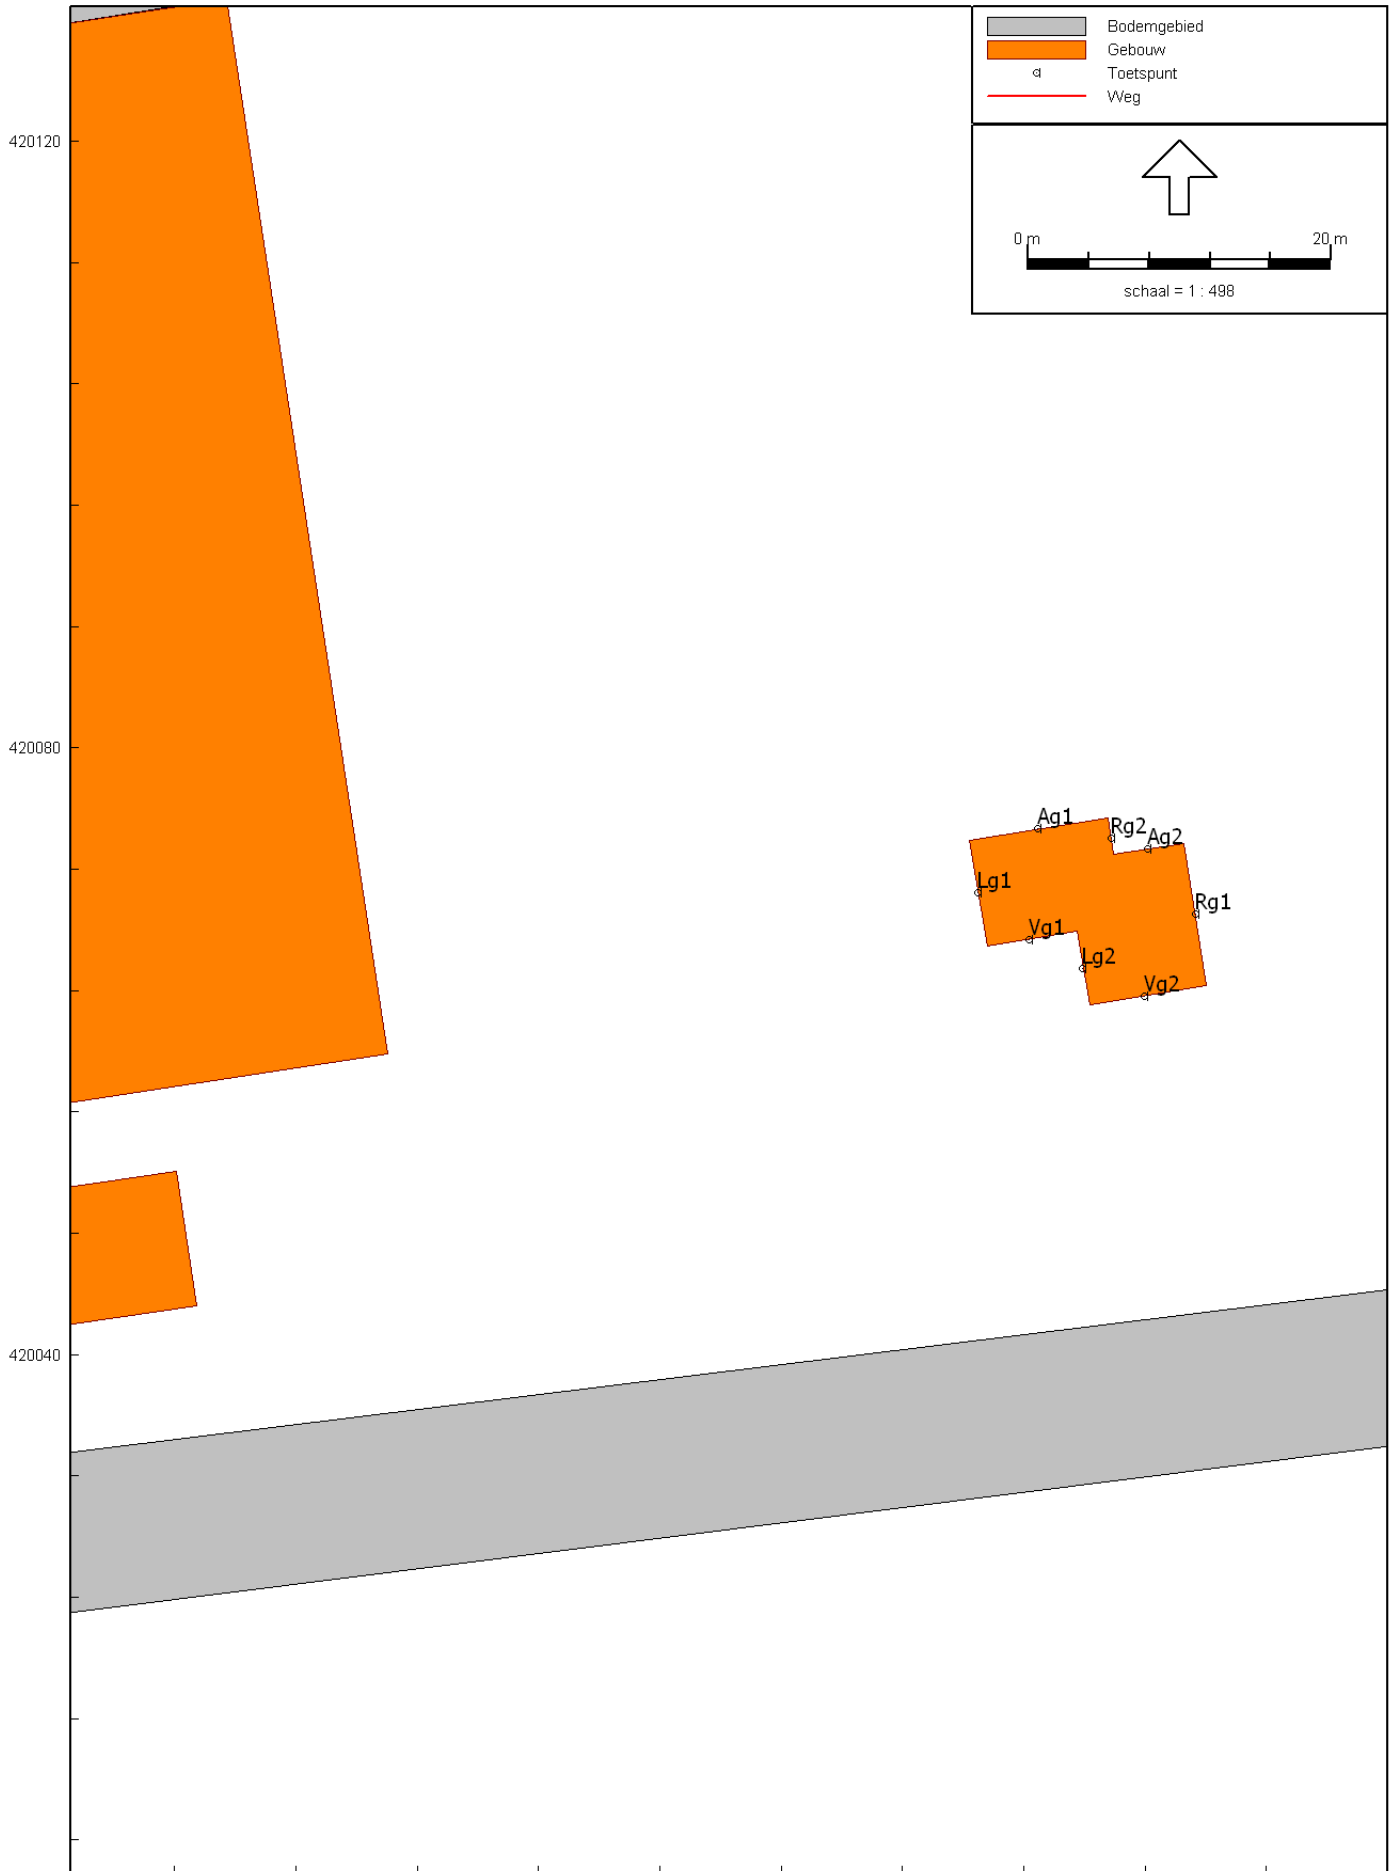 Bodemgebied
Gebouw
Toetspunt
Weg
0 m 20 m
schaal = 1 : 498
420120
420080
420040
Ag1
Rg2
Ag2
Lg1
Rg1
Vg1
Lg2
Vg2